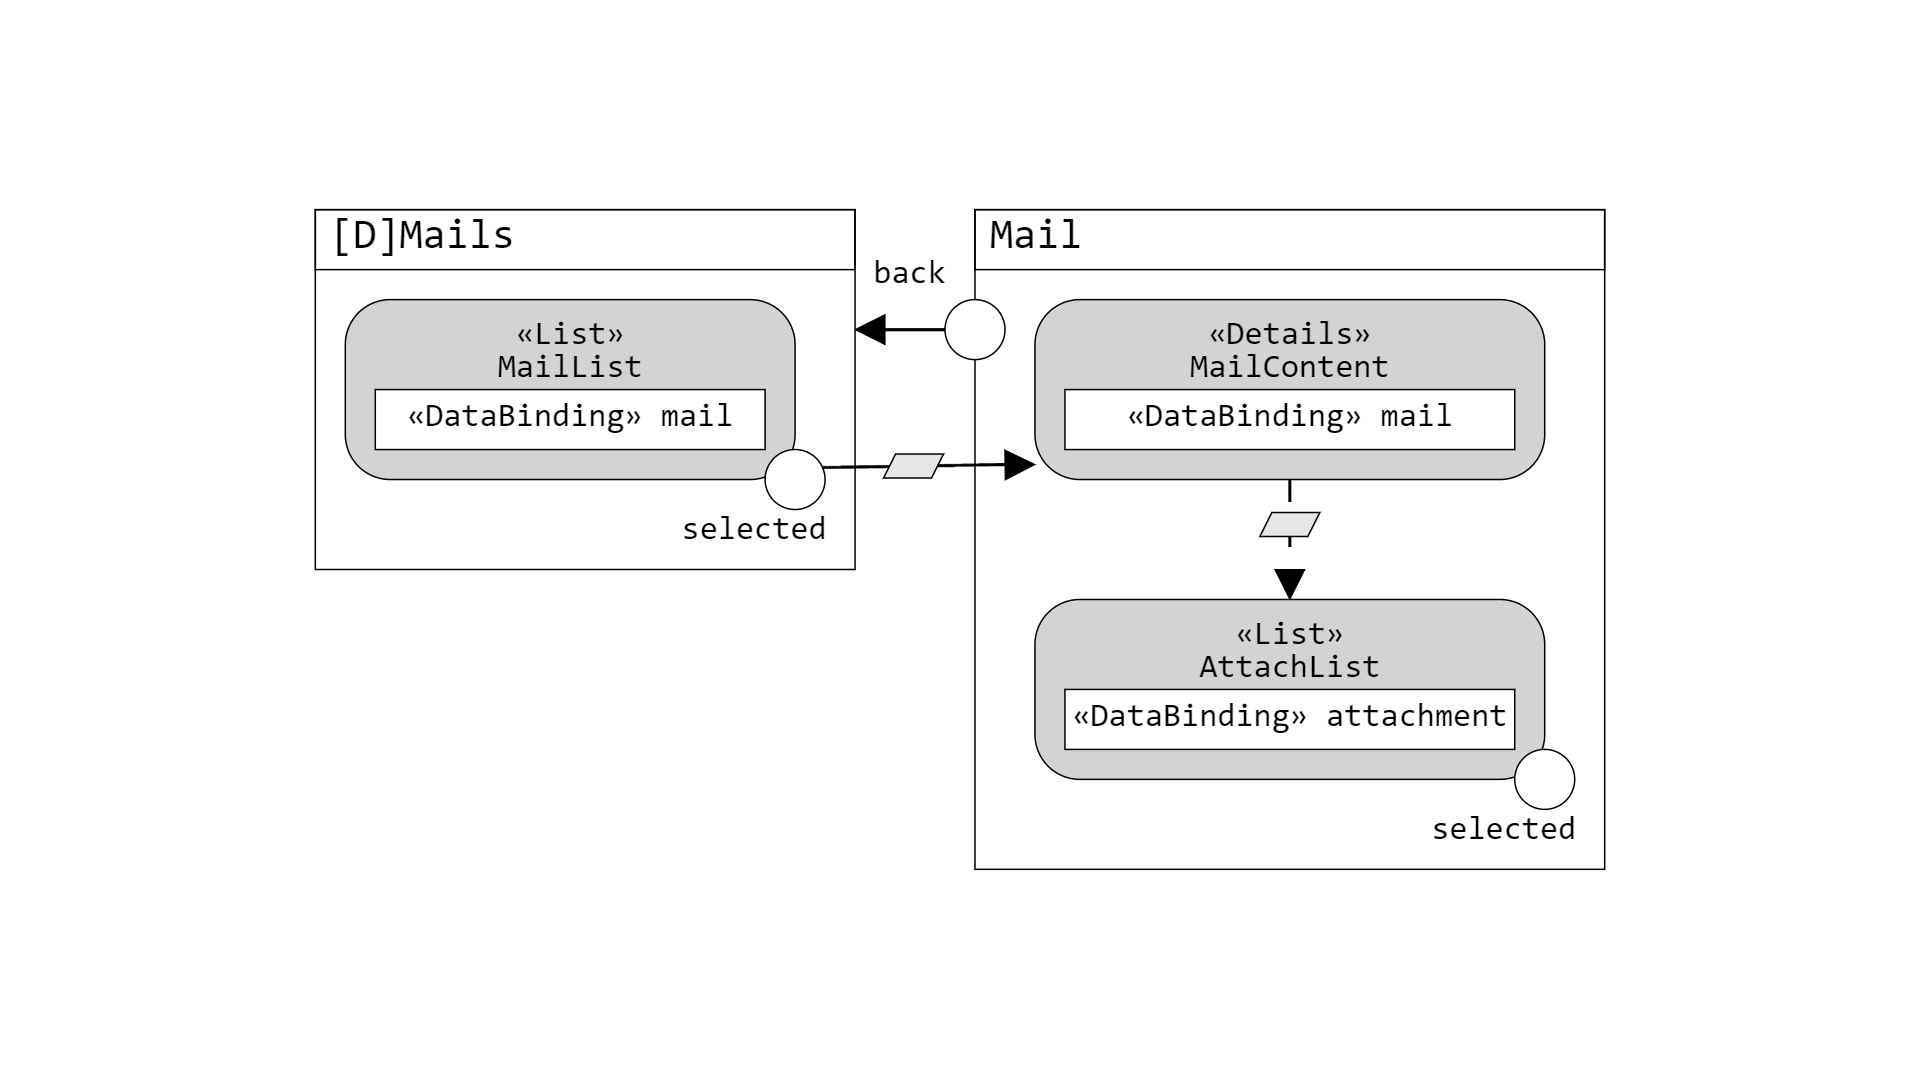 [D]Mails
«List»
MailList
«DataBinding» mail
selected
back
Mail
«Details»
MailContent
«DataBinding» mail
«List»
AttachList
«DataBinding» attachment
selected